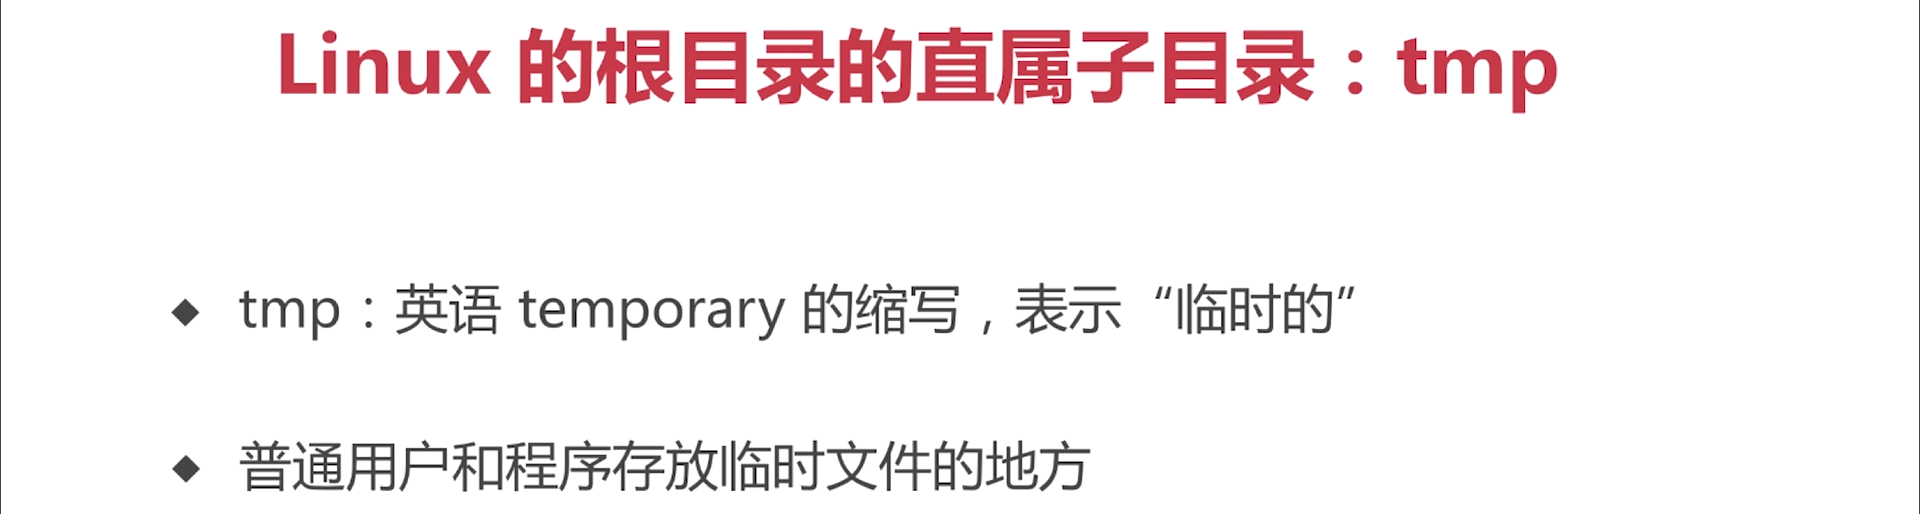 Linux 的根目录的直属子目录：tmp
◆ tmp：英语 temporary 的缩写，表示“临时的”
◆ 普通用户和程序存放临时文件的地方